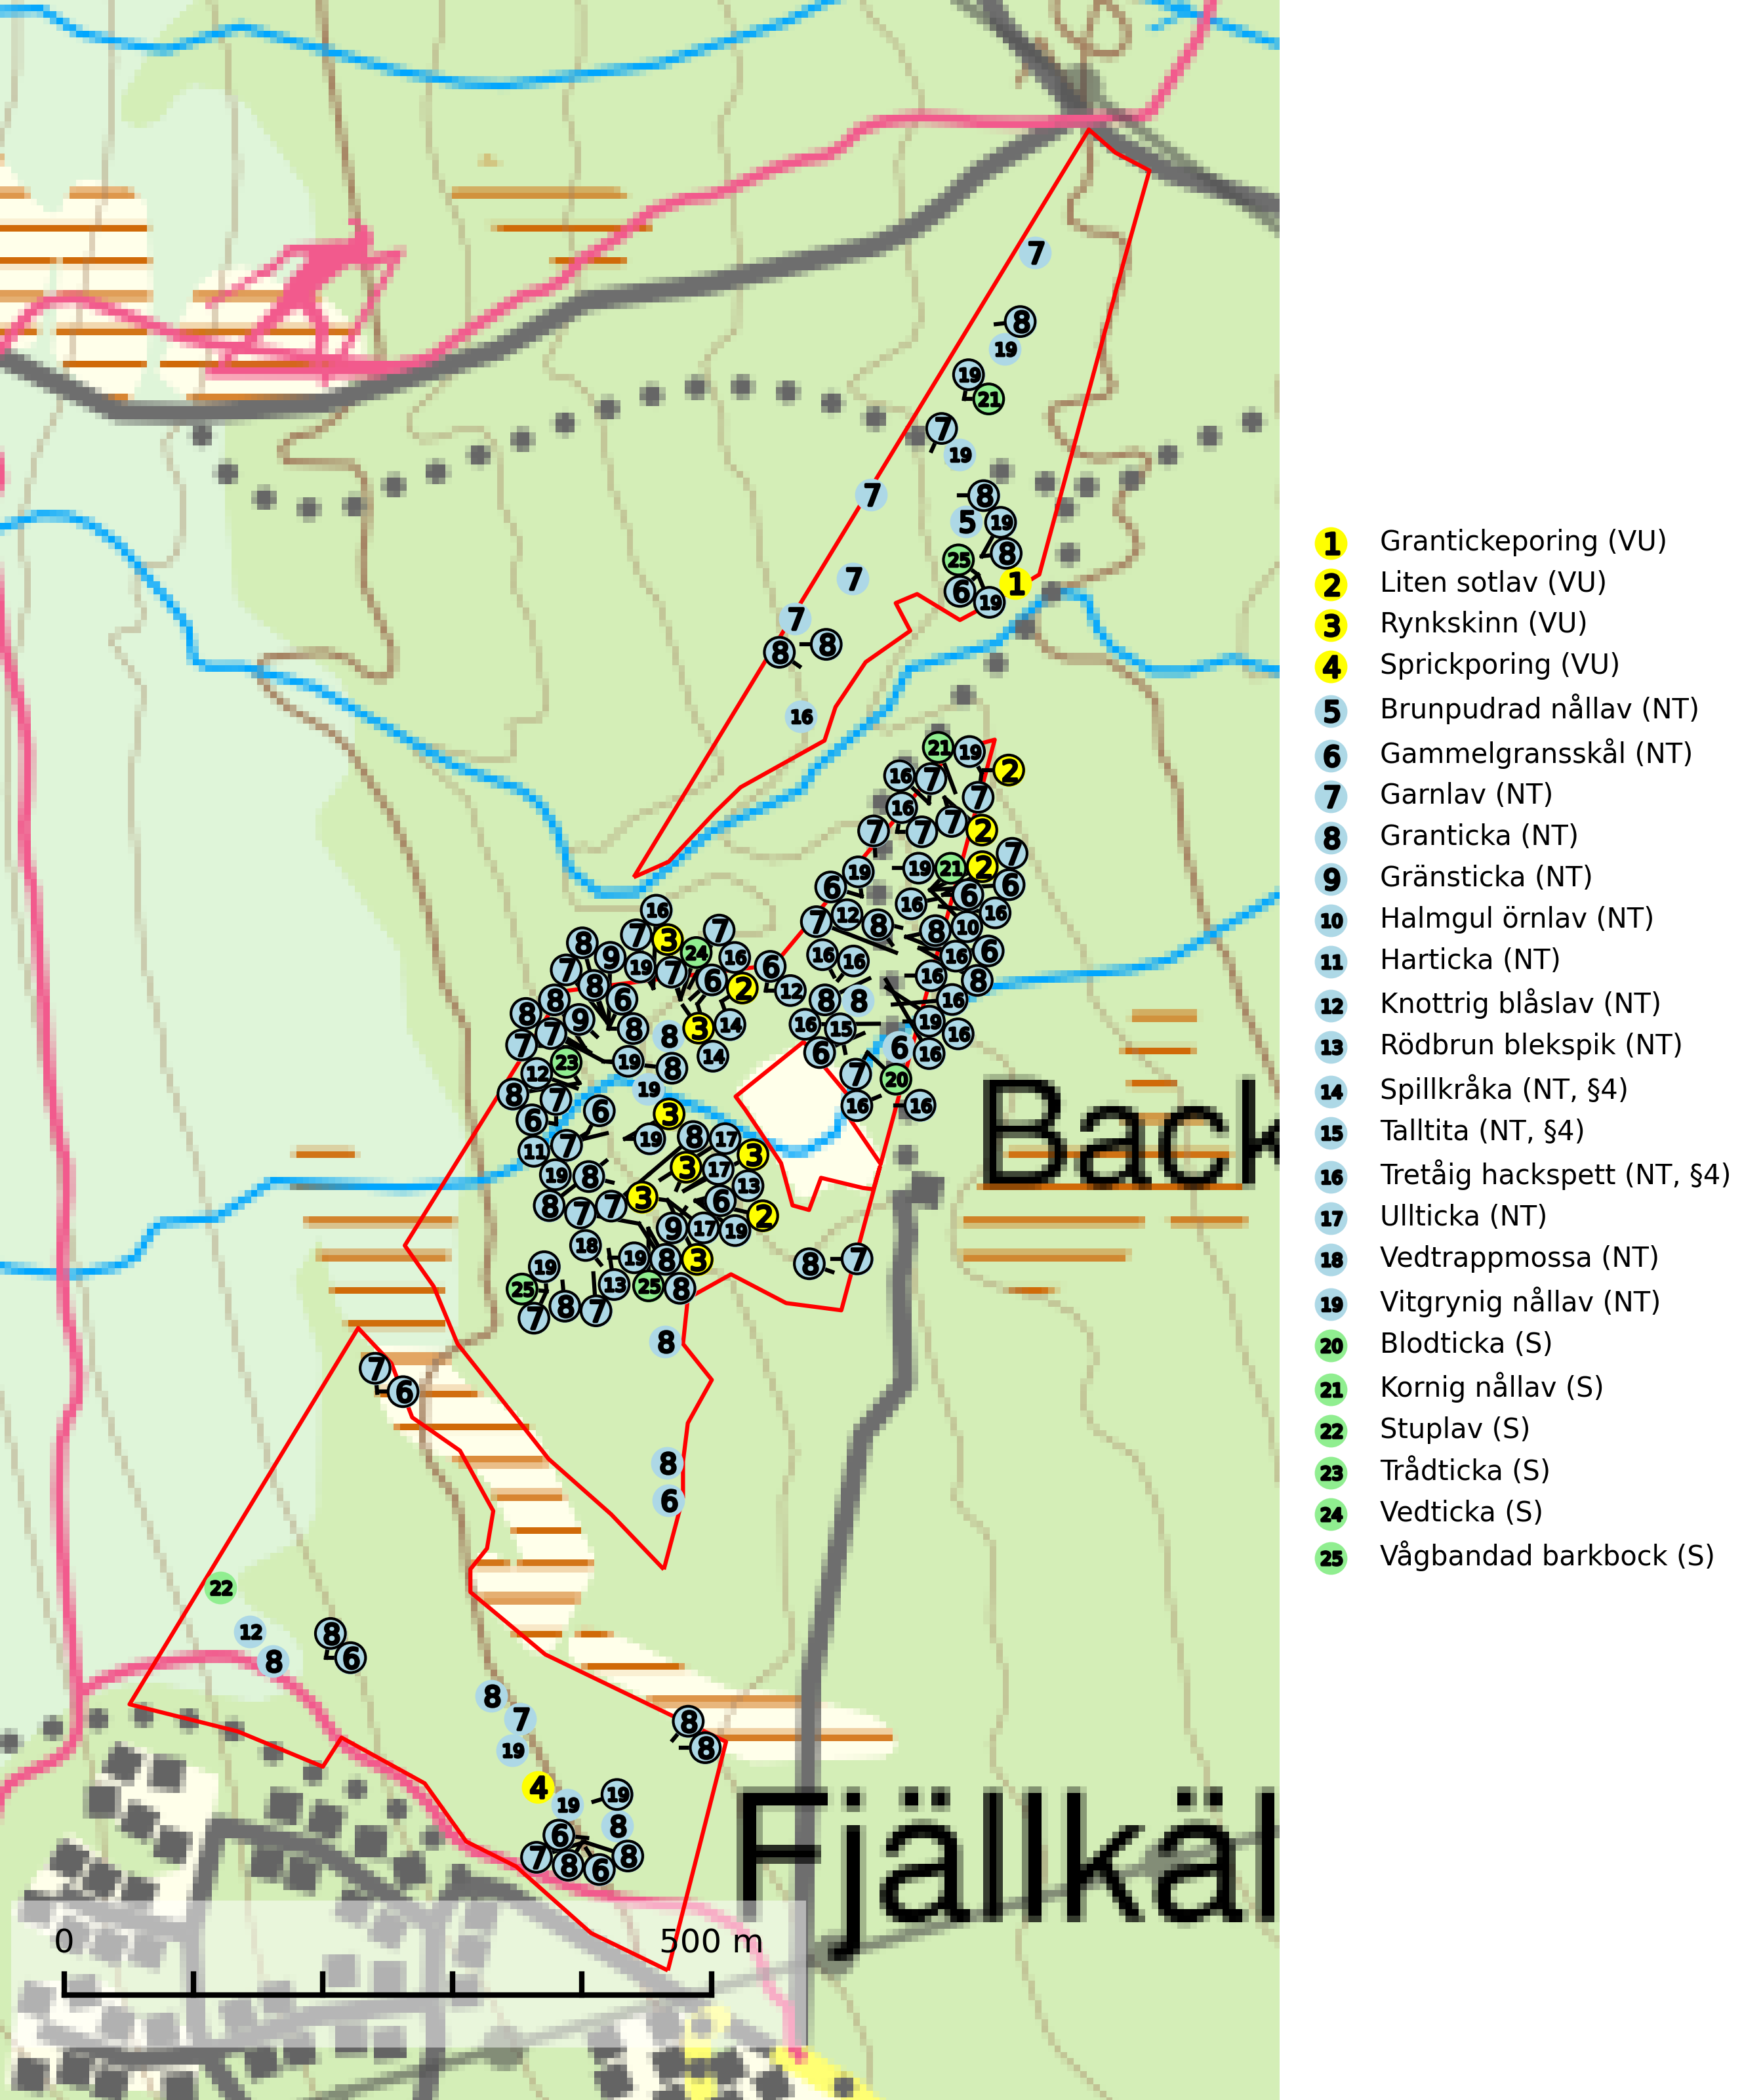 1 Grantickeporing (VU)
2 Liten sotlav (VU)
3 Rynkskinn (VU)
4 Sprickporing (VU)
5 Brunpudrad nållav (NT)
6 Gammelgransskål (NT)
7 Garnlav (NT)
8 Granticka (NT)
9 Gränsticka (NT)
10 Halmgul örnlav (NT)
11 Harticka (NT)
12 Knottrig blåslav (NT)
13 Rödbrun blekspik (NT)
14 Spillkråka (NT, §4)
15 Talltita (NT, §4)
16 Tretåig hackspett (NT, §4)
17 Ullticka (NT)
18 Vedtrappmossa (NT)
19 Vitgrynig nållav (NT)
20 Blodticka (S)
21 Kornig nållav (S)
22 Stuplav (S)
23 Trådticka (S)
24 Vedticka (S)
25 Vågbandad barkbock (S)
Back
Fjällkäl
0 500 m